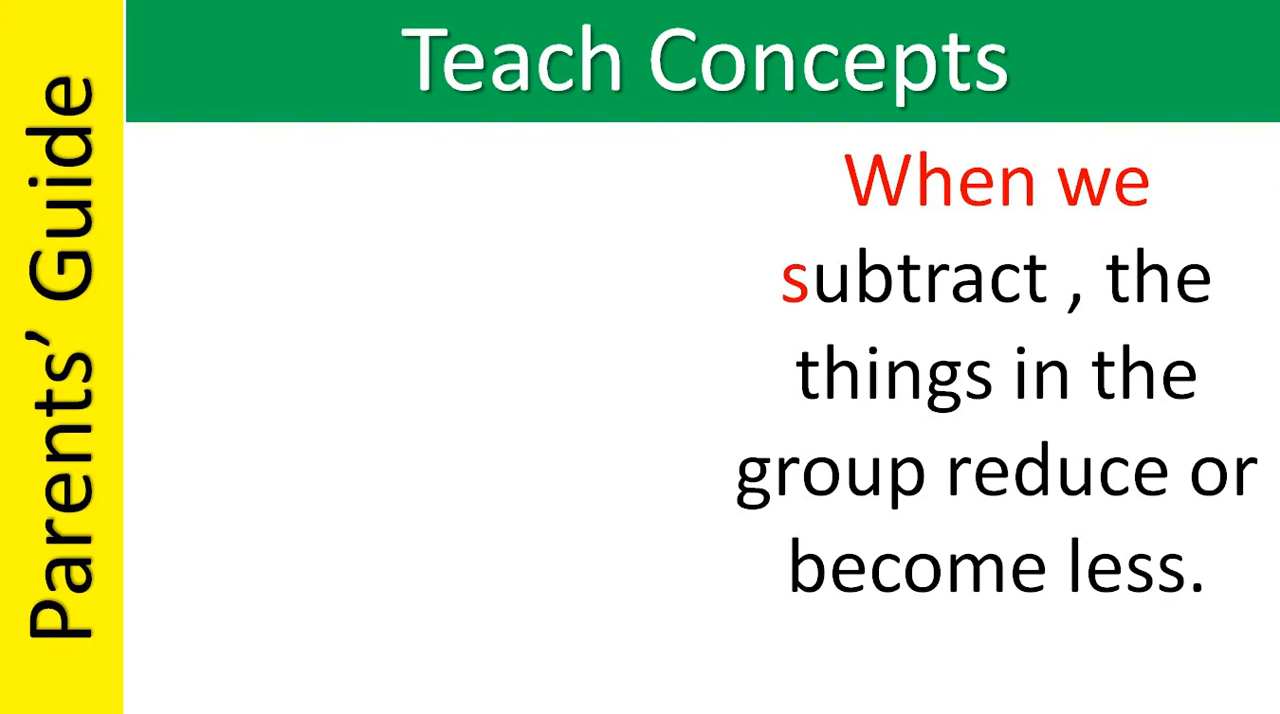 Parents’ Guide
Teach Concepts
When we
subtract , the
things in the
group reduce or
become less.